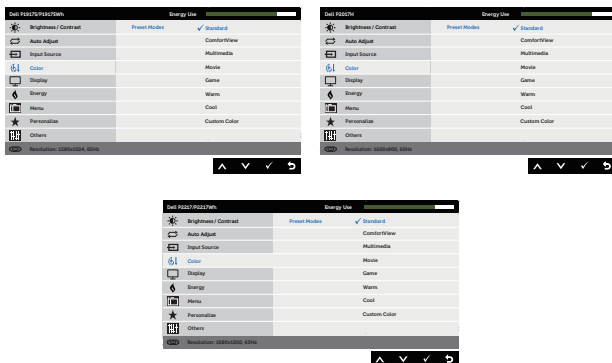 Dell P1917S/P1917SWh Energy Use
Brightness / Contrast Preset Modes ✓ Standard
Auto Adjust ComfortView
Input Source Multimedia
Color Movie
Display Game
Energy Warm
Menu Cool
Personalize Custom Color
Others
Resolution: 1280x1024, 60Hz
Dell P2017H Energy Use
Brightness / Contrast Preset Modes ✓ Standard
Auto Adjust ComfortView
Input Source Multimedia
Color Movie
Display Game
Energy Warm
Menu Cool
Personalize Custom Color
Others
Resolution: 1600x900, 60Hz
Dell P2217/P2217Wh Energy Use
Brightness / Contrast Preset Modes ✓ Standard
Auto Adjust ComfortView
Input Source Multimedia
Color Movie
Display Game
Energy Warm
Menu Cool
Personalize Custom Color
Others
Resolution: 1680x1050, 60Hz